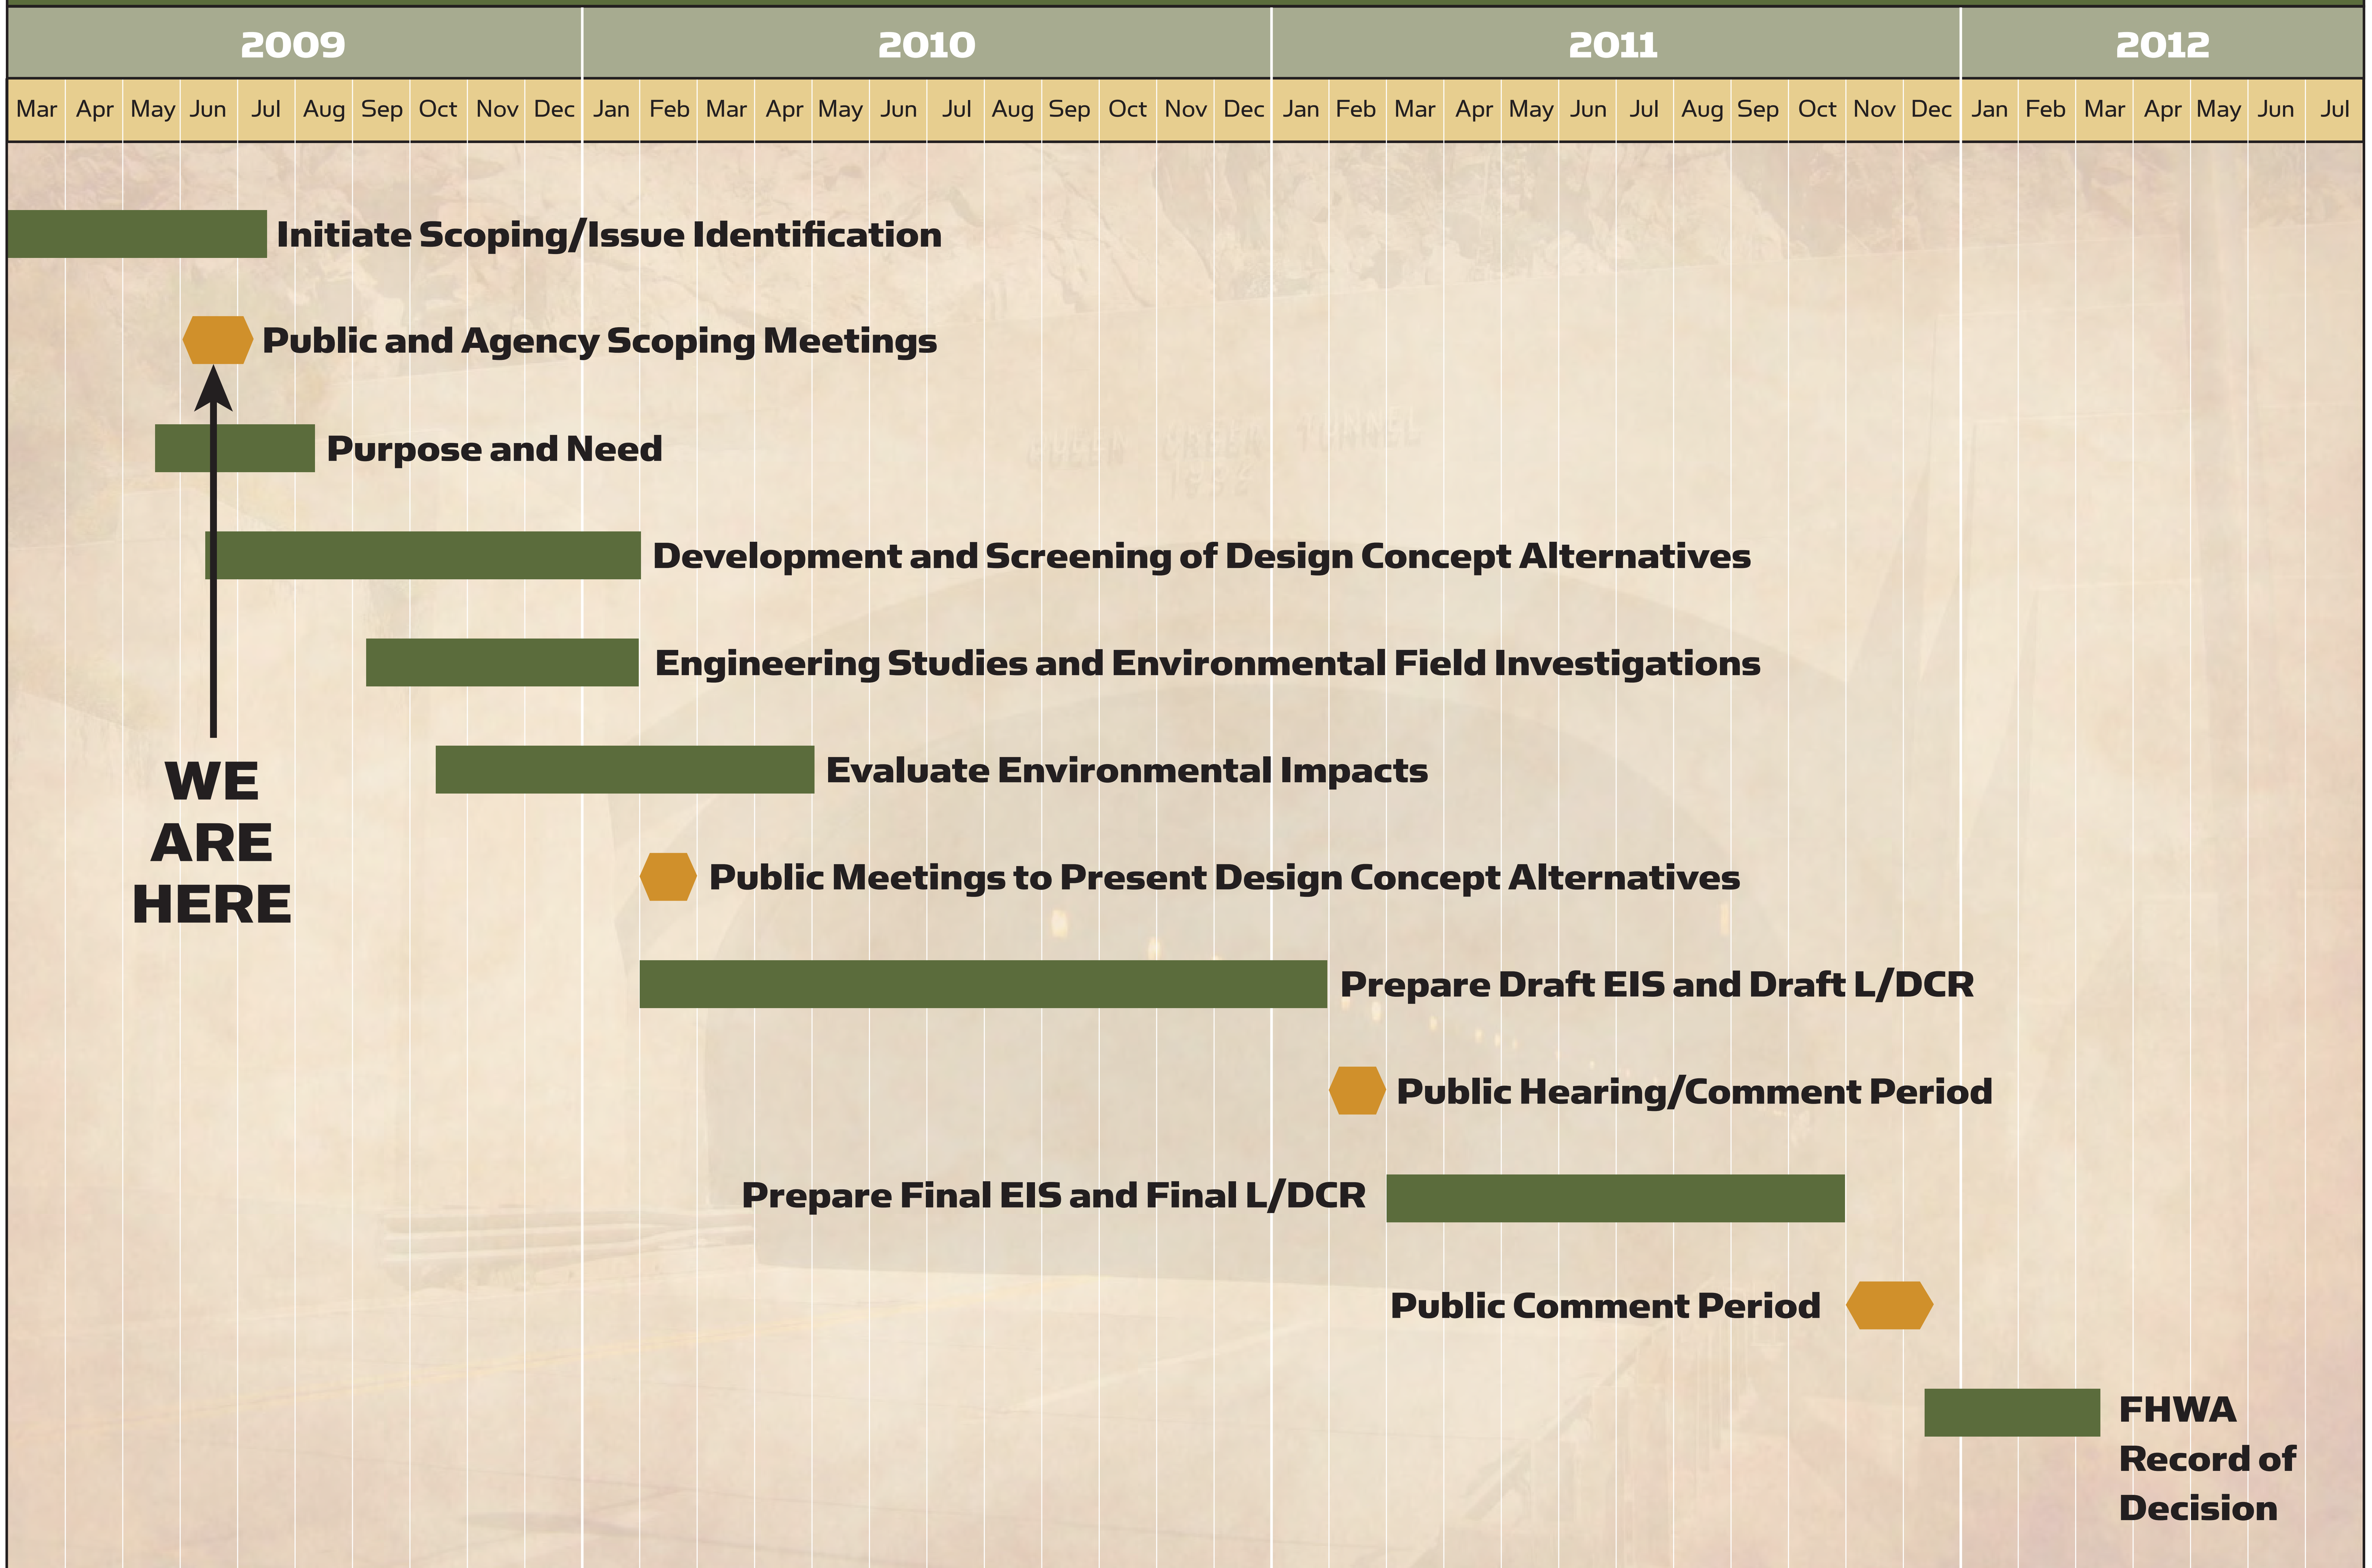 2009 2010 2011 2012
Mar Apr May Jun Jul Aug Sep Oct Nov Dec Jan Feb Mar Apr May Jun Jul Aug Sep Oct Nov Dec Jan Feb Mar Apr May Jun Jul Aug Sep Oct Nov Dec Jan Feb Mar Apr May Jun Jul
Initiate Scoping/Issue Identification
Public and Agency Scoping Meetings
QUEEN CREEK TUNNEL
Purpose and Need
Development and Screening of Design Concept Alternatives
Engineering Studies and Environmental Field Investigations
Evaluate Environmental Impacts
WE
ARE
HERE
Public Meetings to Present Design Concept Alternatives
Prepare Draft EIS and Draft L/DCR
Public Hearing/Comment Period
Prepare Final EIS and Final L/DCR
Public Comment Period
FHWA
Record of
Decision